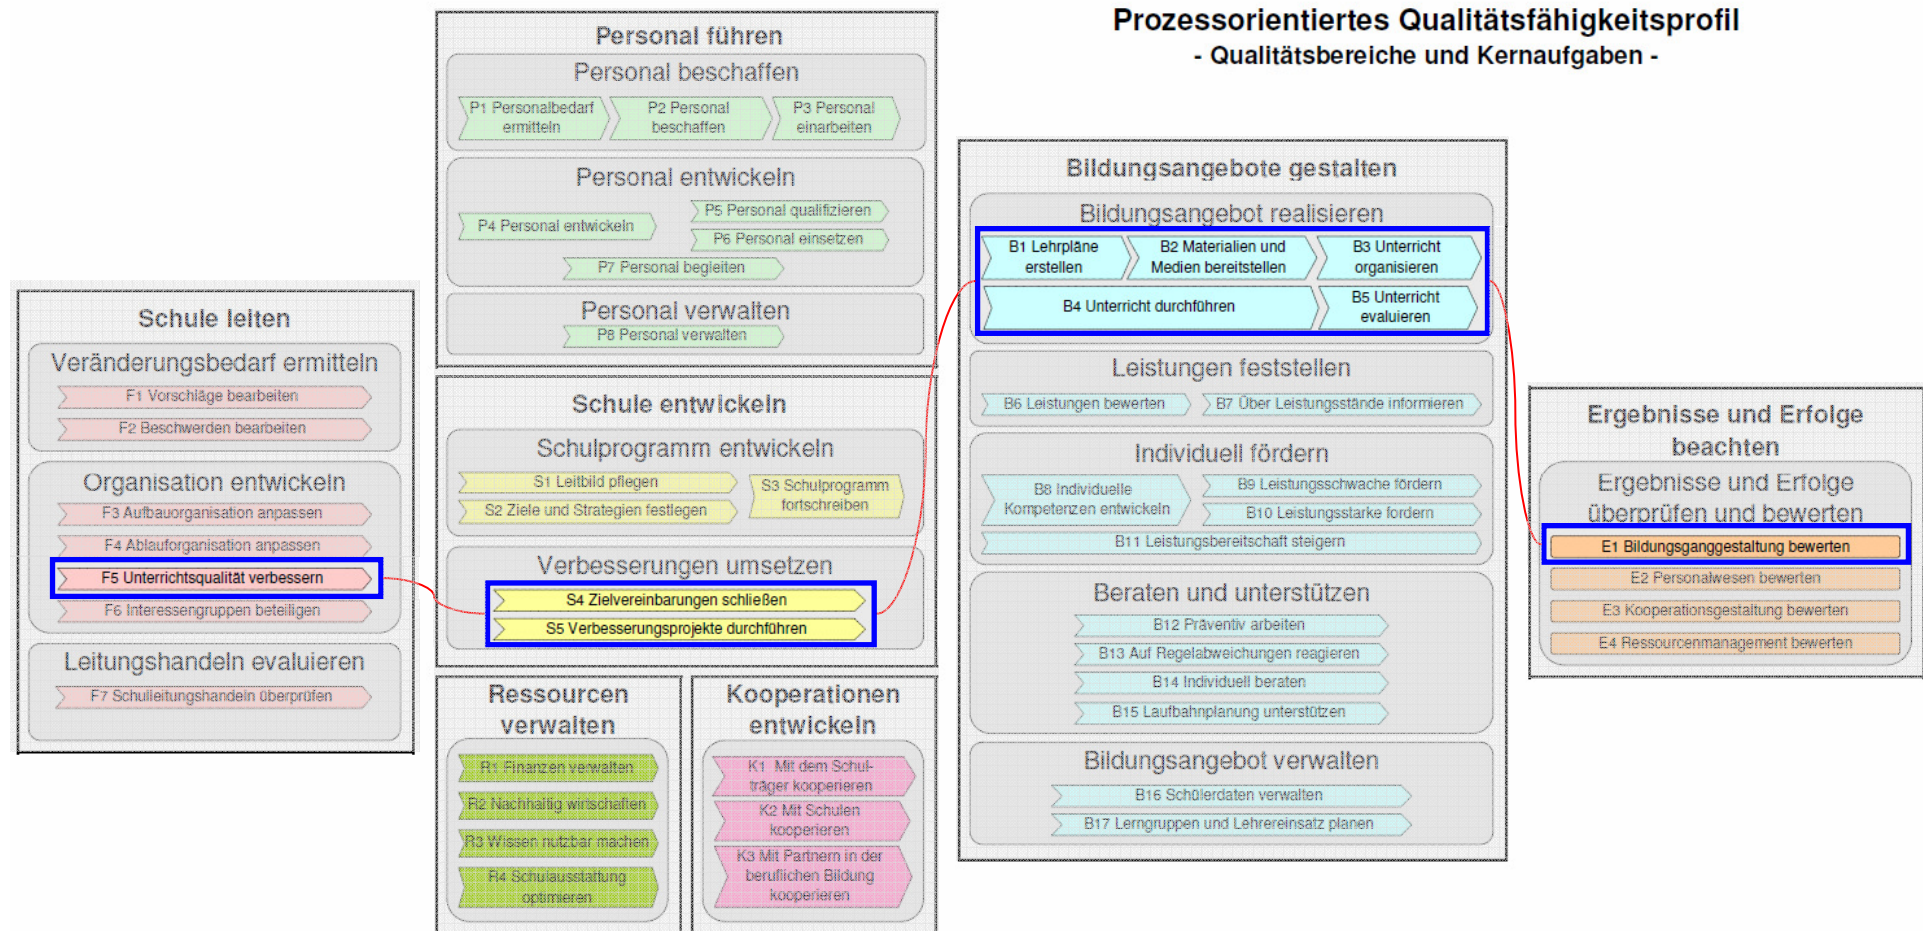 Prozessorientiertes Qualitätsfähigkeitsprofil
- Qualitätsbereiche und Kernaufgaben -
Schule leiten
Veränderungsbedarf ermitteln
F1 Vorschläge bearbeiten
F2 Beschwerden bearbeiten
Organisation entwickeln
F3 Aufbauorganisation anpassen
F4 Ablauforganisation anpassen
F5 Unterrichtsqualität verbessern
F6 Interessengruppen beteiligen
Leitungshandeln evaluieren
F7 Schulleitungshandeln überprüfen
Personal führen
Personal beschaffen
P1 Personalbedarf
ermitteln
P2 Personal
beschaffen
P3 Personal
einarbeiten
Personal entwickeln
P4 Personal entwickeln
P5 Personal qualifizieren
P6 Personal einsetzen
P7 Personal begleiten
Personal verwalten
P8 Personal verwalten
Schule entwickeln
Schulprogramm entwickeln
S1 Leitbild pflegen
S2 Ziele und Strategien festlegen
S3 Schulprogramm
fortschreiben
Verbesserungen umsetzen
S4 Zielvereinbarungen schließen
S5 Verbesserungsprojekte durchführen
Ressourcen
verwalten
R1 Finanzen verwalten
R2 Nachhaltig wirtschaften
R3 Wissen nutzbar machen
R4 Schulausstattung
optimieren
Kooperationen
entwickeln
K1 Mit dem Schul-
träger kooperieren
K2 Mit Schulen
kooperieren
K3 Mit Partnern in der
beruflichen Bildung
kooperieren
Bildungsangebote gestalten
Bildungsangebot realisieren
B1 Lehrpläne
erstellen
B2 Materialien und
Medien bereitstellen
B3 Unterricht
organisieren
B4 Unterricht durchführen
B5 Unterricht
evaluieren
Leistungen feststellen
B6 Leistungen bewerten
B7 Über Leistungsstände informieren
Individuell fördern
B8 Individuelle
Kompetenzen entwickeln
B9 Leistungsschwache fördern
B10 Leistungsstarke fordern
B11 Leistungsbereitschaft steigern
Beraten und unterstützen
B12 Präventiv arbeiten
B13 Auf Regelabweichungen reagieren
B14 Individuell beraten
B15 Laufbahnplanung unterstützen
Bildungsangebot verwalten
B16 Schülerdaten verwalten
B17 Lerngruppen und Lehrereinsatz planen
Ergebnisse und Erfolge
beachten
Ergebnisse und Erfolge
überprüfen und bewerten
E1 Bildungsganggestaltung bewerten
E2 Personalwesen bewerten
E3 Kooperationsgestaltung bewerten
E4 Ressourcenmanagement bewerten